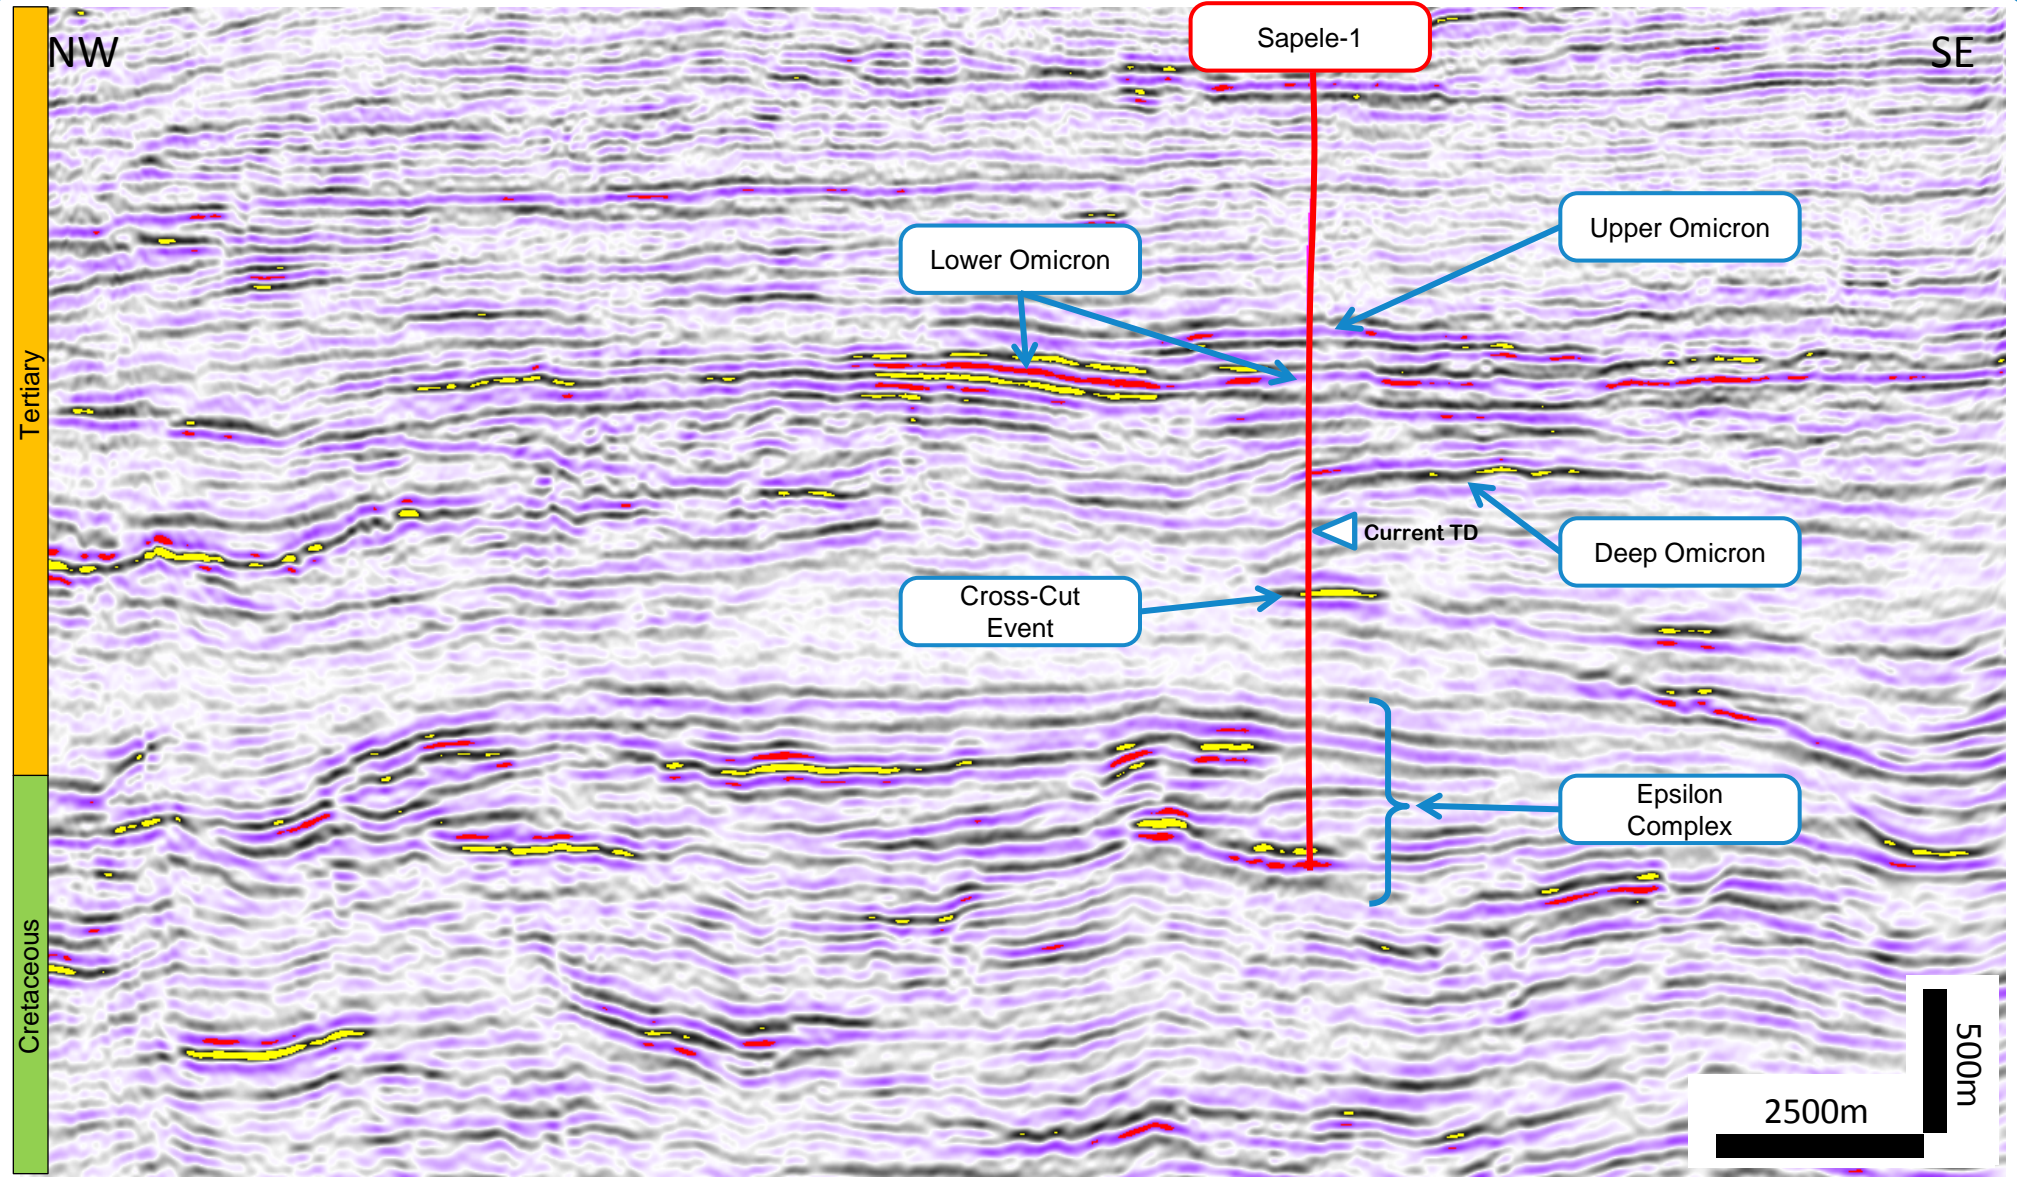 NW
Sapele-1
SE
Upper Omicron
Lower Omicron
Tertiary
Current TD
Deep Omicron
Cross-Cut
Event
Epsilon
Complex
Cretaceous
500m
2500m